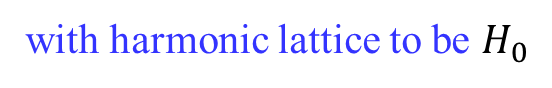 with harmonic lattice to be H₀